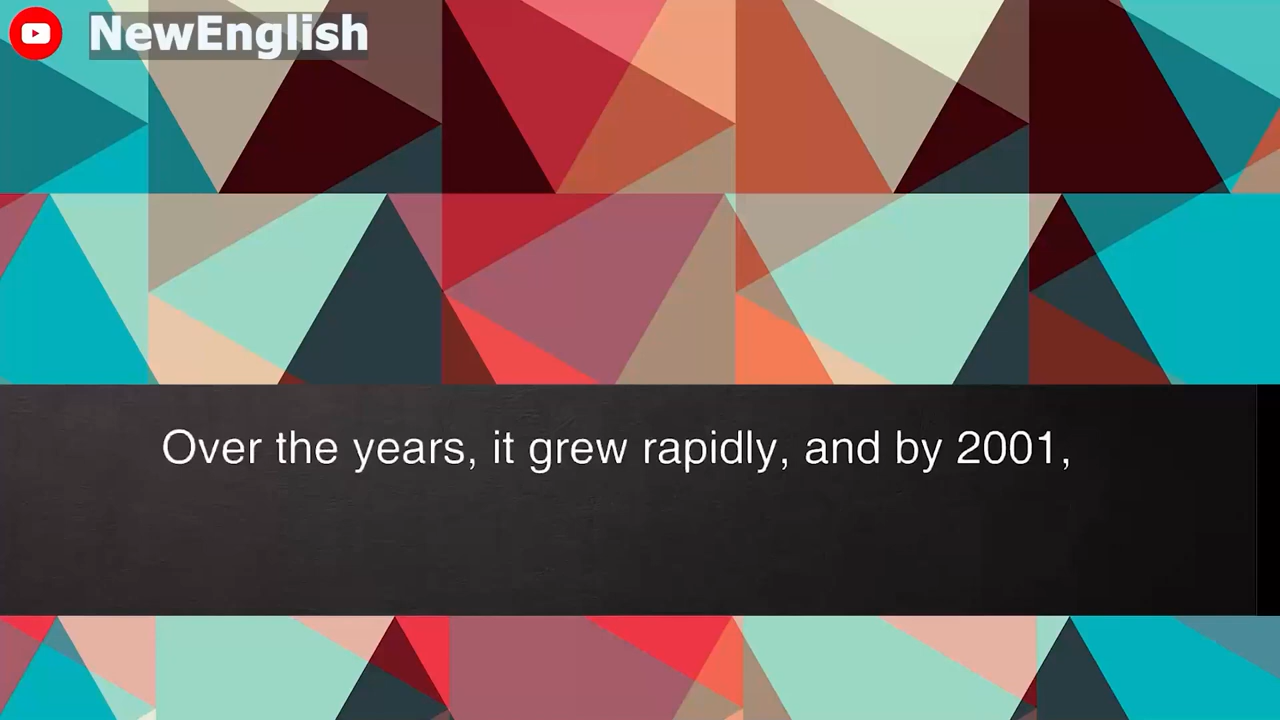 NewEnglish
Over the years, it grew rapidly, and by 2001,